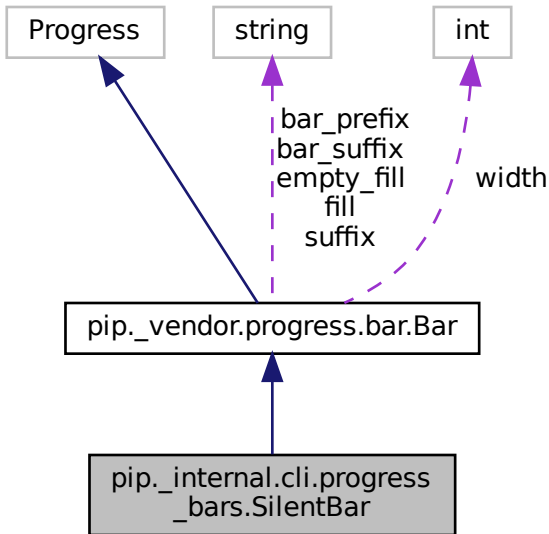 Progress
string
int
bar_prefix
bar_suffix
empty_fill
fill
suffix
width
pip._vendor.progress.bar.Bar
pip._internal.cli.progress
_bars.SilentBar